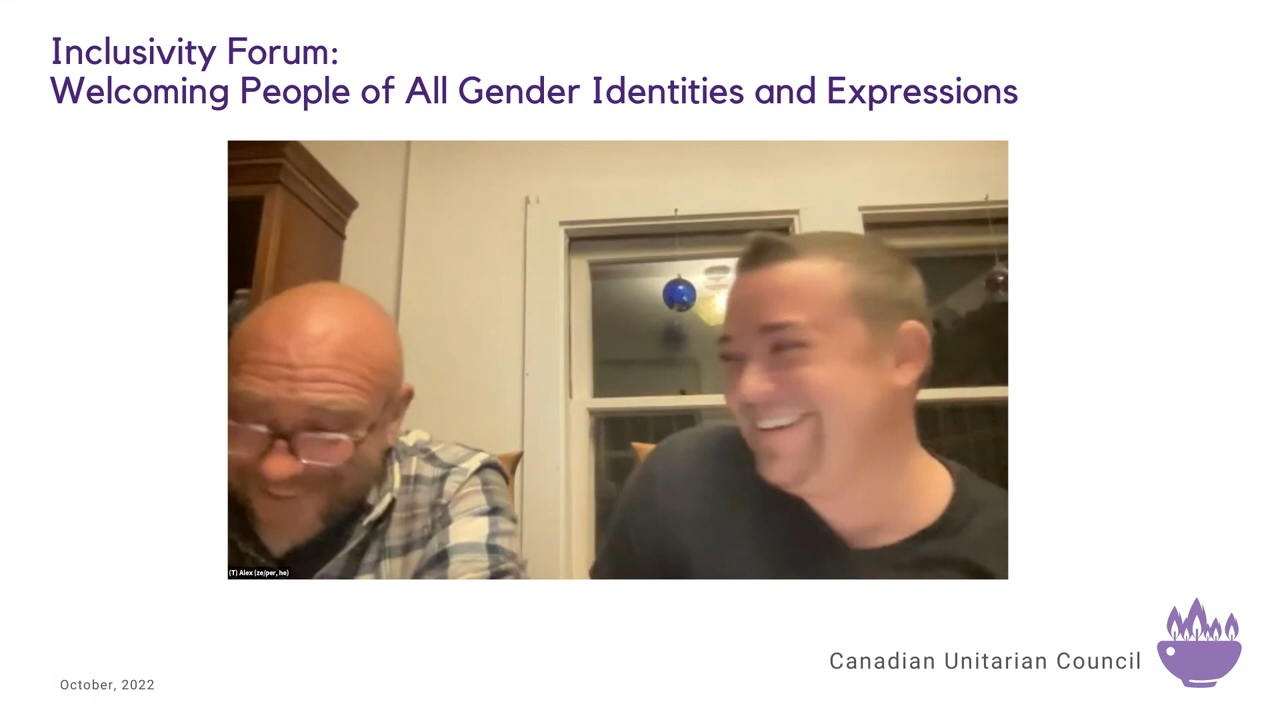 Inclusivity Forum:
Welcoming People of All Gender Identities and Expressions
(T) Alex (ze/per, he)
Canadian Unitarian Council
October, 2022